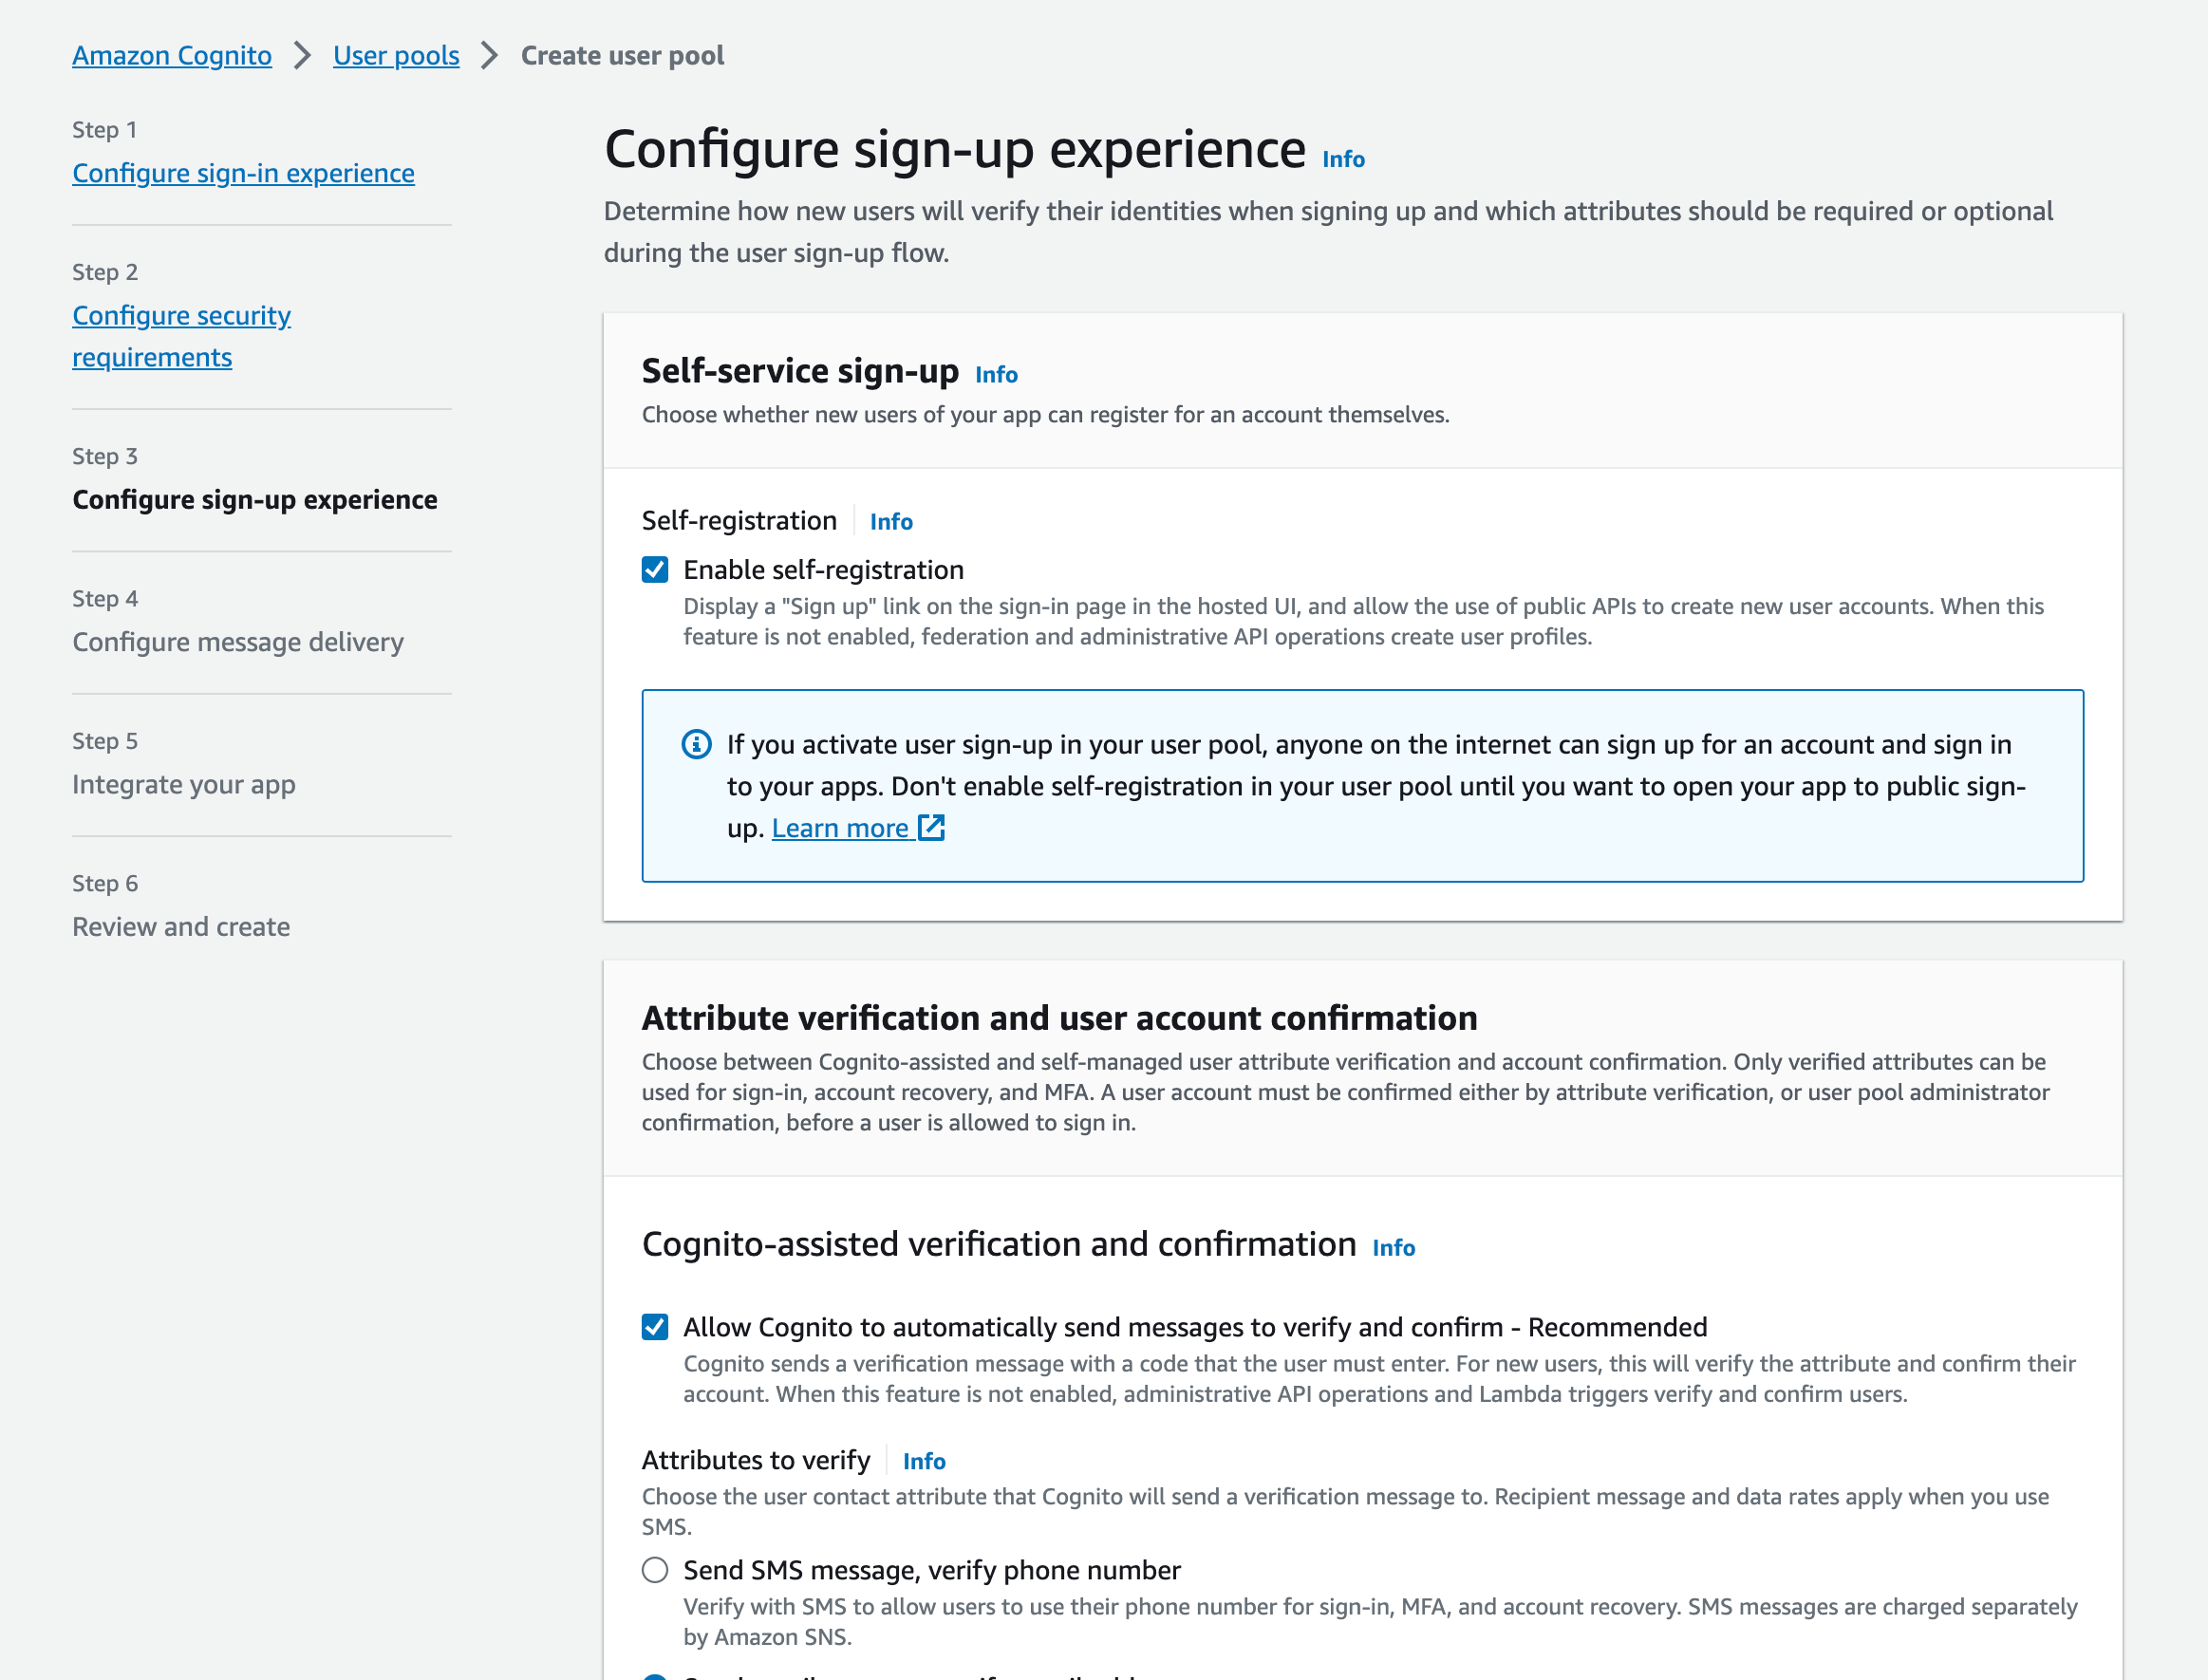 Amazon Cognito > User pools > Create user pool
Step 1
Configure sign-in experience
Step 2
Configure security
requirements
Step 3
Configure sign-up experience
Step 4
Configure message delivery
Step 5
Integrate your app
Step 6
Review and create
Configure sign-up experience Info
Determine how new users will verify their identities when signing up and which attributes should be required or optional
during the user sign-up flow.
Self-service sign-up Info
Choose whether new users of your app can register for an account themselves.
Self-registration Info
Enable self-registration
Display a "Sign up" link on the sign-in page in the hosted UI, and allow the use of public APIs to create new user accounts. When this
feature is not enabled, federation and administrative API operations create user profiles.
If you activate user sign-up in your user pool, anyone on the internet can sign up for an account and sign in
to your apps. Don't enable self-registration in your user pool until you want to open your app to public sign-
up. Learn more
Attribute verification and user account confirmation
Choose between Cognito-assisted and self-managed user attribute verification and account confirmation. Only verified attributes can be
used for sign-in, account recovery, and MFA. A user account must be confirmed either by attribute verification, or user pool administrator
confirmation, before a user is allowed to sign in.
Cognito-assisted verification and confirmation Info
Allow Cognito to automatically send messages to verify and confirm - Recommended
Cognito sends a verification message with a code that the user must enter. For new users, this will verify the attribute and confirm their
account. When this feature is not enabled, administrative API operations and Lambda triggers verify and confirm users.
Attributes to verify Info
Choose the user contact attribute that Cognito will send a verification message to. Recipient message and data rates apply when you use
SMS.
Send SMS message, verify phone number
Verify with SMS to allow users to use their phone number for sign-in, MFA, and account recovery. SMS messages are charged separately
by Amazon SNS.